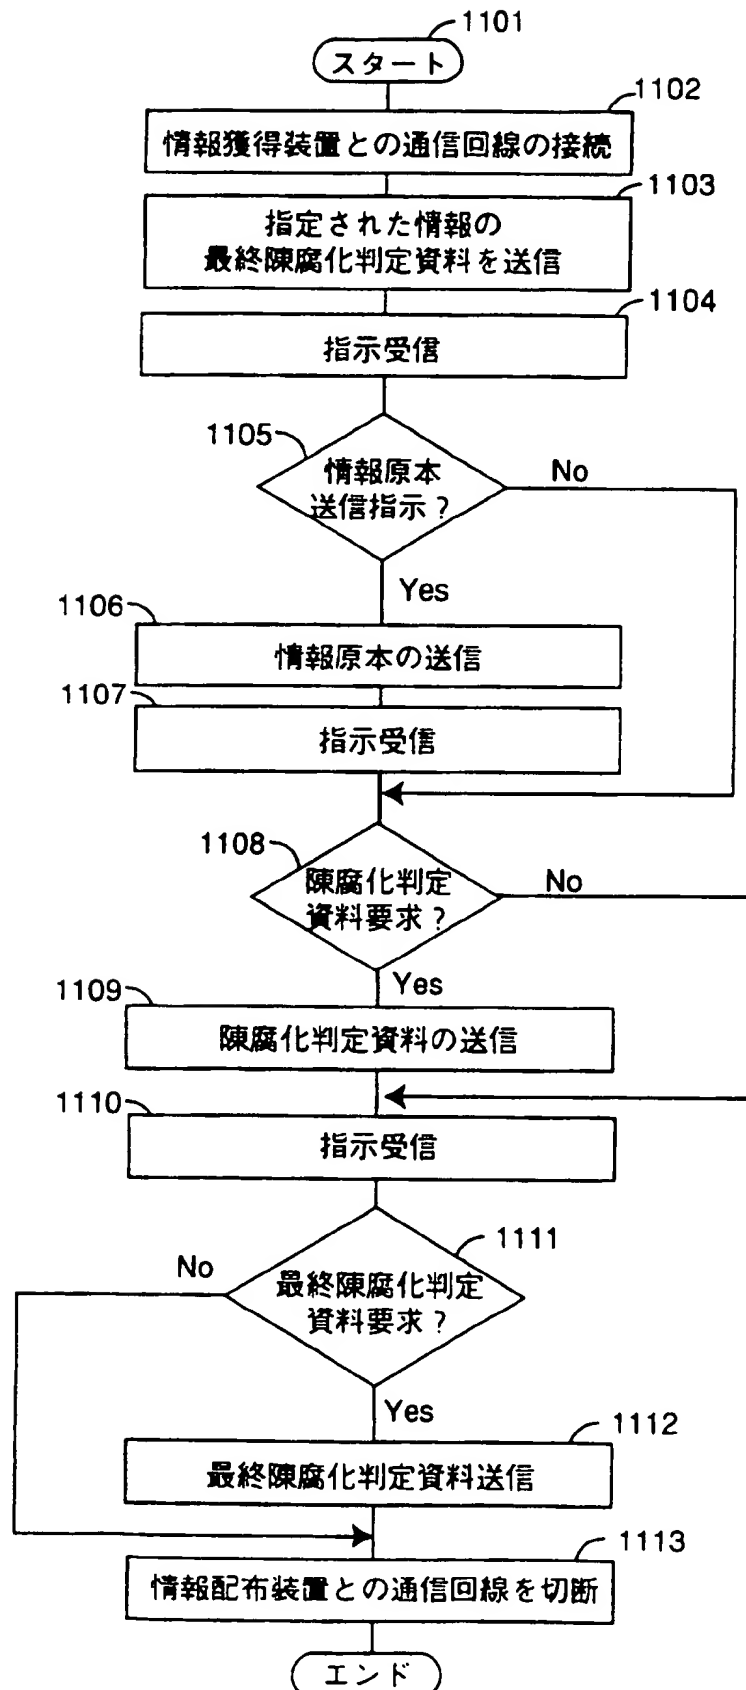 1101
スタート
1102
情報獲得装置との通信回線の接続
1103
指定された情報の
最終陳腐化判定資料を送信
1104
指示受信
1105
情報原本
送信指示？
No
Yes
1106
情報原本の送信
1107
指示受信
1108
陳腐化判定
資料要求？
No
Yes
1109
陳腐化判定資料の送信
1110
指示受信
1111
No
最終陳腐化判定
資料要求？
Yes
1112
最終陳腐化判定資料送信
1113
情報配布装置との通信回線を切断
エンド